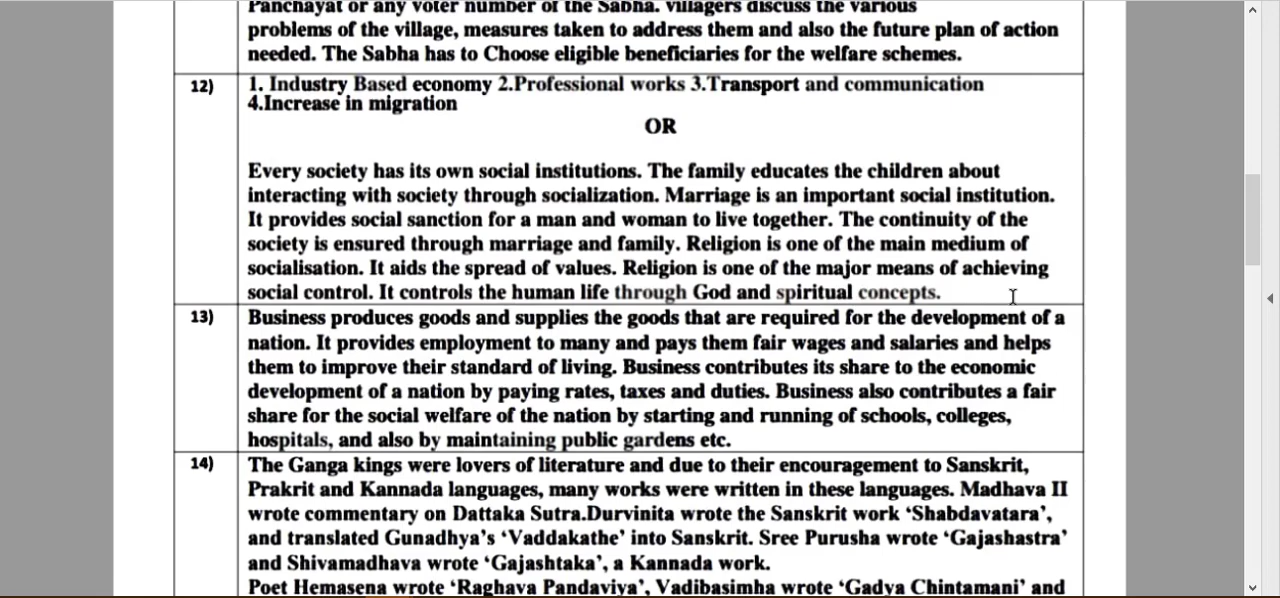 Panchayat or any voter number of the Sabha. Villagers discuss the various
problems of the village, measures taken to address them and also the future plan of action
needed. The Sabha has to Choose eligible beneficiaries for the welfare schemes.
12) 1. Industry Based economy 2.Professional works 3.Transport and communication
4.Increase in migration
OR
Every society has its own social institutions. The family educates the children about
interacting with society through socialization. Marriage is an important social institution.
It provides social sanction for a man and woman to live together. The continuity of the
society is ensured through marriage and family. Religion is one of the main medium of
socialisation. It aids the spread of values. Religion is one of the major means of achieving
social control. It controls the human life through God and spiritual concepts.
13) Business produces goods and supplies the goods that are required for the development of a
nation. It provides employment to many and pays them fair wages and salaries and helps
them to improve their standard of living. Business contributes its share to the economic
development of a nation by paying rates, taxes and duties. Business also contributes a fair
share for the social welfare of the nation by starting and running of schools, colleges,
hospitals, and also by maintaining public gardens etc.
14) The Ganga kings were lovers of literature and due to their encouragement to Sanskrit,
Prakrit and Kannada languages, many works were written in these languages. Madhava II
wrote commentary on Dattaka Sutra.Durvinita wrote the Sanskrit work ‘Shabdavatara’,
and translated Gunadhya’s ‘Vaddakathe’ into Sanskrit. Sree Purusha wrote ‘Gajashastra’
and Shivamadhava wrote ‘Gajashtaka’, a Kannada work.
Poet Hemasena wrote ‘Raghava Pandaviya’, Vadibasimha wrote ‘Gadya Chintamani’ and